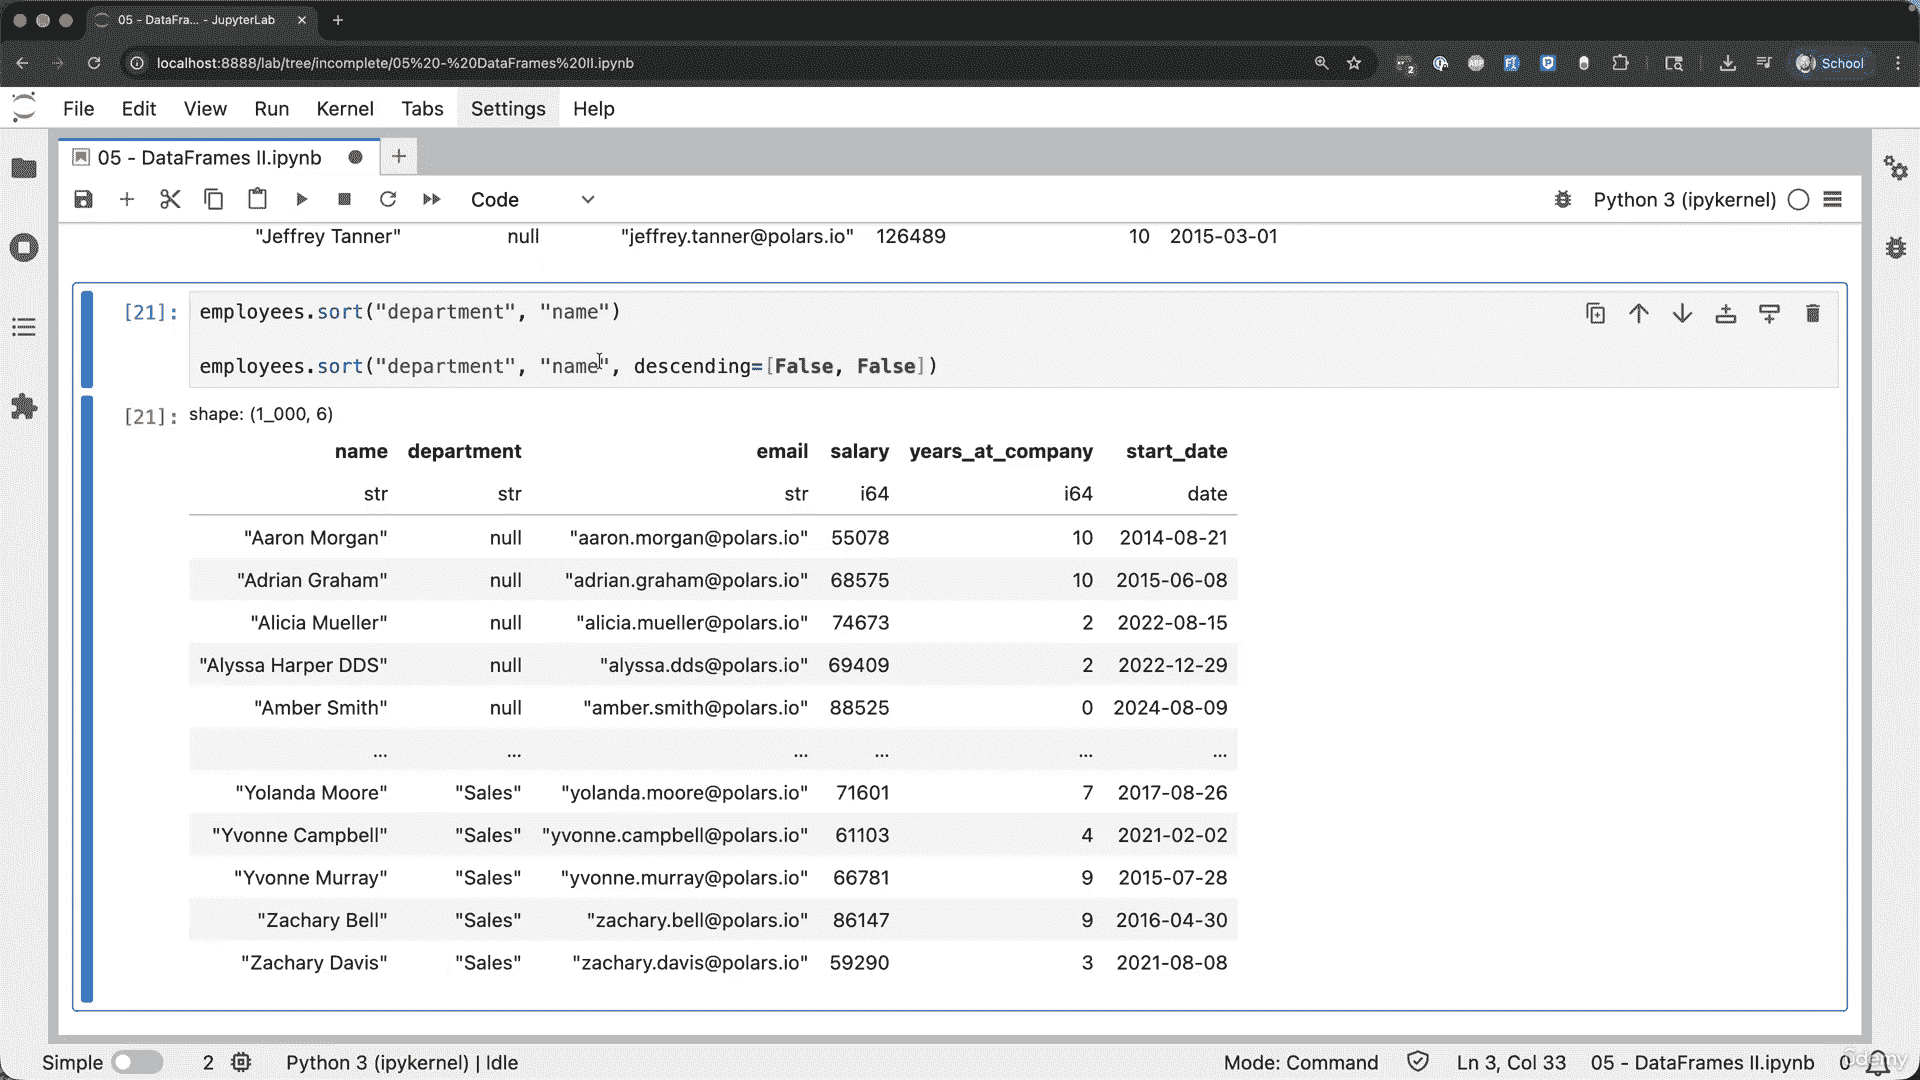 05 - DataFra... - JupyterLab
localhost:8888/lab/tree/incomplete/05%20-%20DataFrames%20II.ipynb
2
ABP
School
File Edit View Run Kernel Tabs Settings Help
05 - DataFrames II.ipynb
Code
Python 3 (ipykernel)
"Jeffrey Tanner" null "jeffrey.tanner@polars.io" 126489 10 2015-03-01
[21]: employees.sort("department", "name")
employees.sort("department", "name", descending=[False, False])
[21]: shape: (1_000, 6)
name department email salary years_at_company start_date
str str str i64 i64 date
"Aaron Morgan" null "aaron.morgan@polars.io" 55078 10 2014-08-21
"Adrian Graham" null "adrian.graham@polars.io" 68575 10 2015-06-08
"Alicia Mueller" null "alicia.mueller@polars.io" 74673 2 2022-08-15
"Alyssa Harper DDS" null "alyssa.dds@polars.io" 69409 2 2022-12-29
"Amber Smith" null "amber.smith@polars.io" 88525 0 2024-08-09
... ... ... ... ... ...
"Yolanda Moore" "Sales" "yolanda.moore@polars.io" 71601 7 2017-08-26
"Yvonne Campbell" "Sales" "yvonne.campbell@polars.io" 61103 4 2021-02-02
"Yvonne Murray" "Sales" "yvonne.murray@polars.io" 66781 9 2015-07-28
"Zachary Bell" "Sales" "zachary.bell@polars.io" 86147 9 2016-04-30
"Zachary Davis" "Sales" "zachary.davis@polars.io" 59290 3 2021-08-08
Simple 2 Python 3 (ipykernel) | Idle Mode: Command Ln 3, Col 33 05 - DataFrames II.ipynb 0
udemy